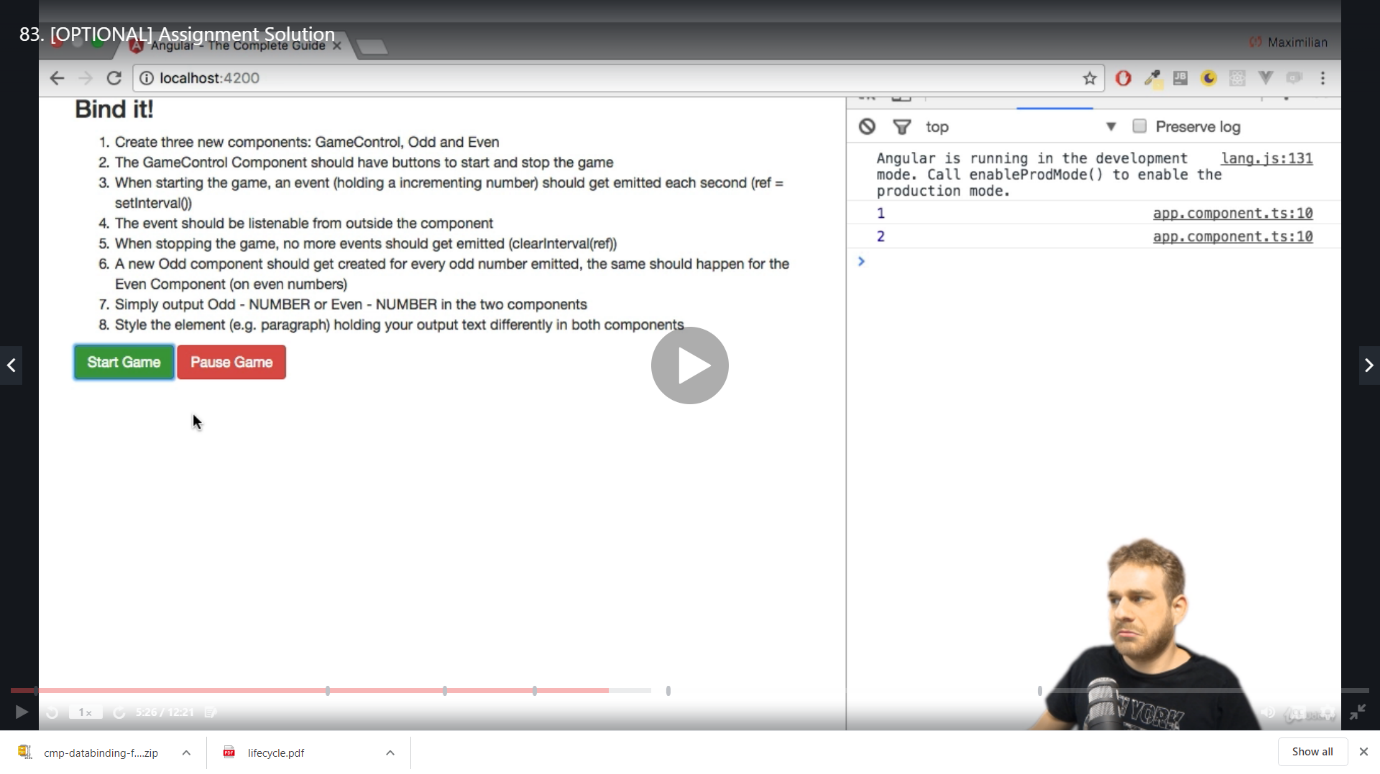 83. [OPTIONAL] Assignment Solution
Angular - The Complete Guide
Maximilian
localhost:4200
Bind it!
1. Create three new components: GameControl, Odd and Even
2. The GameControl Component should have buttons to start and stop the game
3. When starting the game, an event (holding a incrementing number) should get emitted each second (ref =
setInterval())
4. The event should be listenable from outside the component
5. When stopping the game, no more events should get emitted (clearInterval(ref))
6. A new Odd component should get created for every odd number emitted, the same should happen for the
Even Component (on even numbers)
7. Simply output Odd - NUMBER or Even - NUMBER in the two components
8. Style the element (e.g. paragraph) holding your output text differently in both components
Start Game Pause Game
top Preserve log
Angular is running in the development lang.js:131
mode. Call enableProdMode() to enable the
production mode.
1 app.component.ts:10
2 app.component.ts:10
NEW YORK
1x 5:26 / 12:21
cmp-databinding-f....zip
lifecycle.pdf
Show all